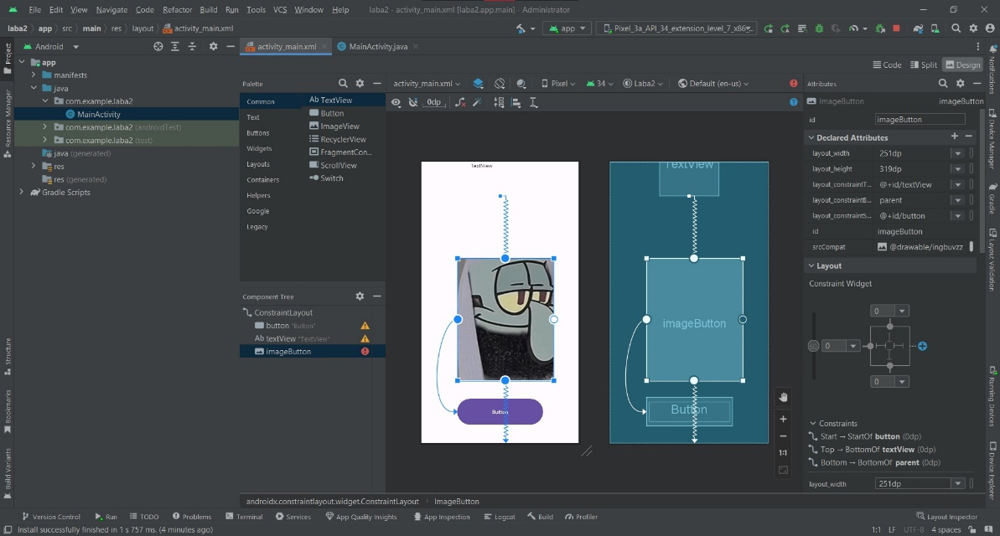 File Edit View Navigate Code Refactor Build Run Tools VCS Window Help laba2 - activity_main.xml [laba2.app.main] - Administrator
laba2 app src main res layout activity_main.xml app Pixel_3a_API_34_extension_level_7_x86
Project Android activity_main.xml MainActivity.java
app
manifests
java
com.example.laba2
MainActivity
com.example.laba2 (androidTest)
com.example.laba2 (test)
java (generated)
res
res (generated)
Gradle Scripts
Resource Manager
Structure
Bookmarks
Build Variants
Code Split Design
Palette
Common
Text
Buttons
Widgets
Layouts
Containers
Helpers
Google
Legacy
Ab TextView
Button
ImageView
RecyclerView
FragmentCon...
ScrollView
Switch
Component Tree
ConstraintLayout
button "Button"
Ab textView "TextView"
imageButton
activity_main.xml Pixel 34 Laba2 Default (en-us)
0dp
TextView
Button
TextView
imageButton
Button
1:1
Attributes
ImageButton imageButton
id imageButton
Declared Attributes
layout_width 251dp
layout_height 319dp
layout_constraintT... @+id/textView
layout_constraintB... parent
layout_constraintS... @+id/button
id imageButton
srcCompat @drawable/ingbuvzz
Layout
Constraint Widget
0
0
0
Constraints
Start → StartOf button (0dp)
Top → BottomOf textView (0dp)
Bottom → BottomOf parent (0dp)
layout_width 251dp
Notifications
Device Manager
Gradle
Layout Validation
Running Devices
Device Explorer
androidx.constraintlayout.widget.ConstraintLayout ImageButton
Version Control Run TODO Problems Terminal Services App Quality Insights App Inspection Logcat Build Profiler Layout Inspector
Install successfully finished in 1 s 757 ms. (4 minutes ago) 1:1 LF UTF-8 4 spaces